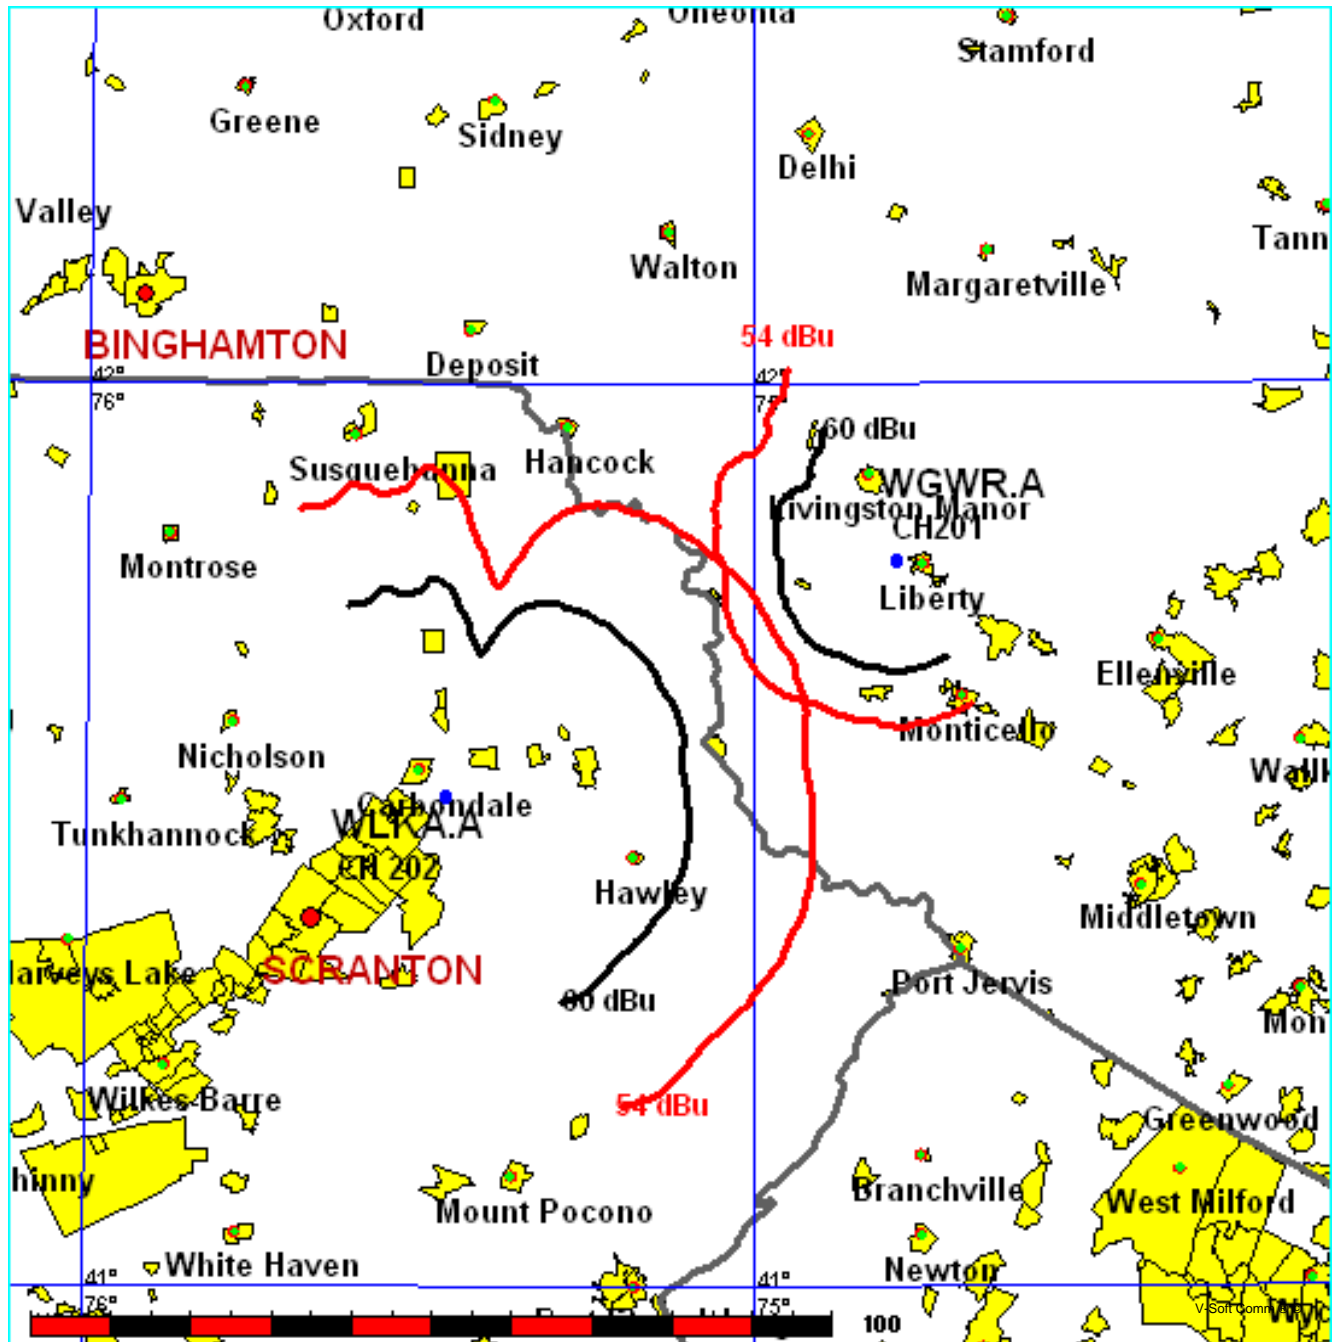 Oxford
Oneonta
Stamford
Greene
Sidney
Delhi
Valley
Walton
Tann
Margaretville
BINGHAMTON
54 dBu
Deposit
42°
76°
42°
75°
60 dBu
Hancock
Susquehanna
WGWR.A
Livingston Manor
CH201
Montrose
Liberty
Ellenville
Monticello
Nicholson
Wallk
Carbondale
WLKA.A
Tunkhannock
CH 202
Hawley
Middletown
Harveys Lake
SCRANTON
Port Jervis
60 dBu
Mon
Wilkes-Barre
54 dBu
Greenwood
hinny
Branchville
West Milford
Mount Pocono
White Haven
Newton
41°
76°
41°
75°
100